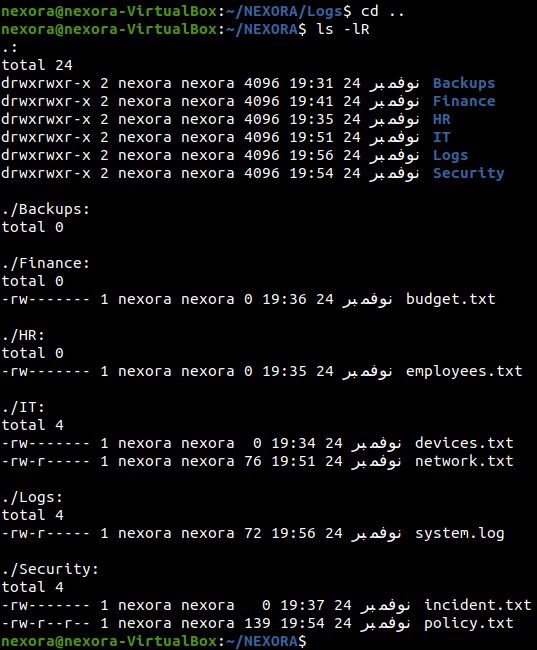 nexora@nexora-VirtualBox:~/NEXORA/Logs$ cd ..
nexora@nexora-VirtualBox:~/NEXORA$ ls -lR
.:
total 24
drwxrwxr-x 2 nexora nexora 4096 19:31 24 نوفمبر Backups
drwxrwxr-x 2 nexora nexora 4096 19:41 24 نوفمبر Finance
drwxrwxr-x 2 nexora nexora 4096 19:35 24 نوفمبر HR
drwxrwxr-x 2 nexora nexora 4096 19:51 24 نوفمبر IT
drwxrwxr-x 2 nexora nexora 4096 19:56 24 نوفمبر Logs
drwxrwxr-x 2 nexora nexora 4096 19:54 24 نوفمبر Security
./Backups:
total 0
./Finance:
total 0
-rw------- 1 nexora nexora 0 19:36 24 نوفمبر budget.txt
./HR:
total 0
-rw------- 1 nexora nexora 0 19:35 24 نوفمبر employees.txt
./IT:
total 4
-rw------- 1 nexora nexora  0 19:34 24 نوفمبر devices.txt
-rw-r----- 1 nexora nexora 76 19:51 24 نوفمبر network.txt
./Logs:
total 4
-rw-r----- 1 nexora nexora 72 19:56 24 نوفمبر system.log
./Security:
total 4
-rw------- 1 nexora nexora   0 19:37 24 نوفمبر incident.txt
-rw-r--r-- 1 nexora nexora 139 19:54 24 نوفمبر policy.txt
nexora@nexora-VirtualBox:~/NEXORA$